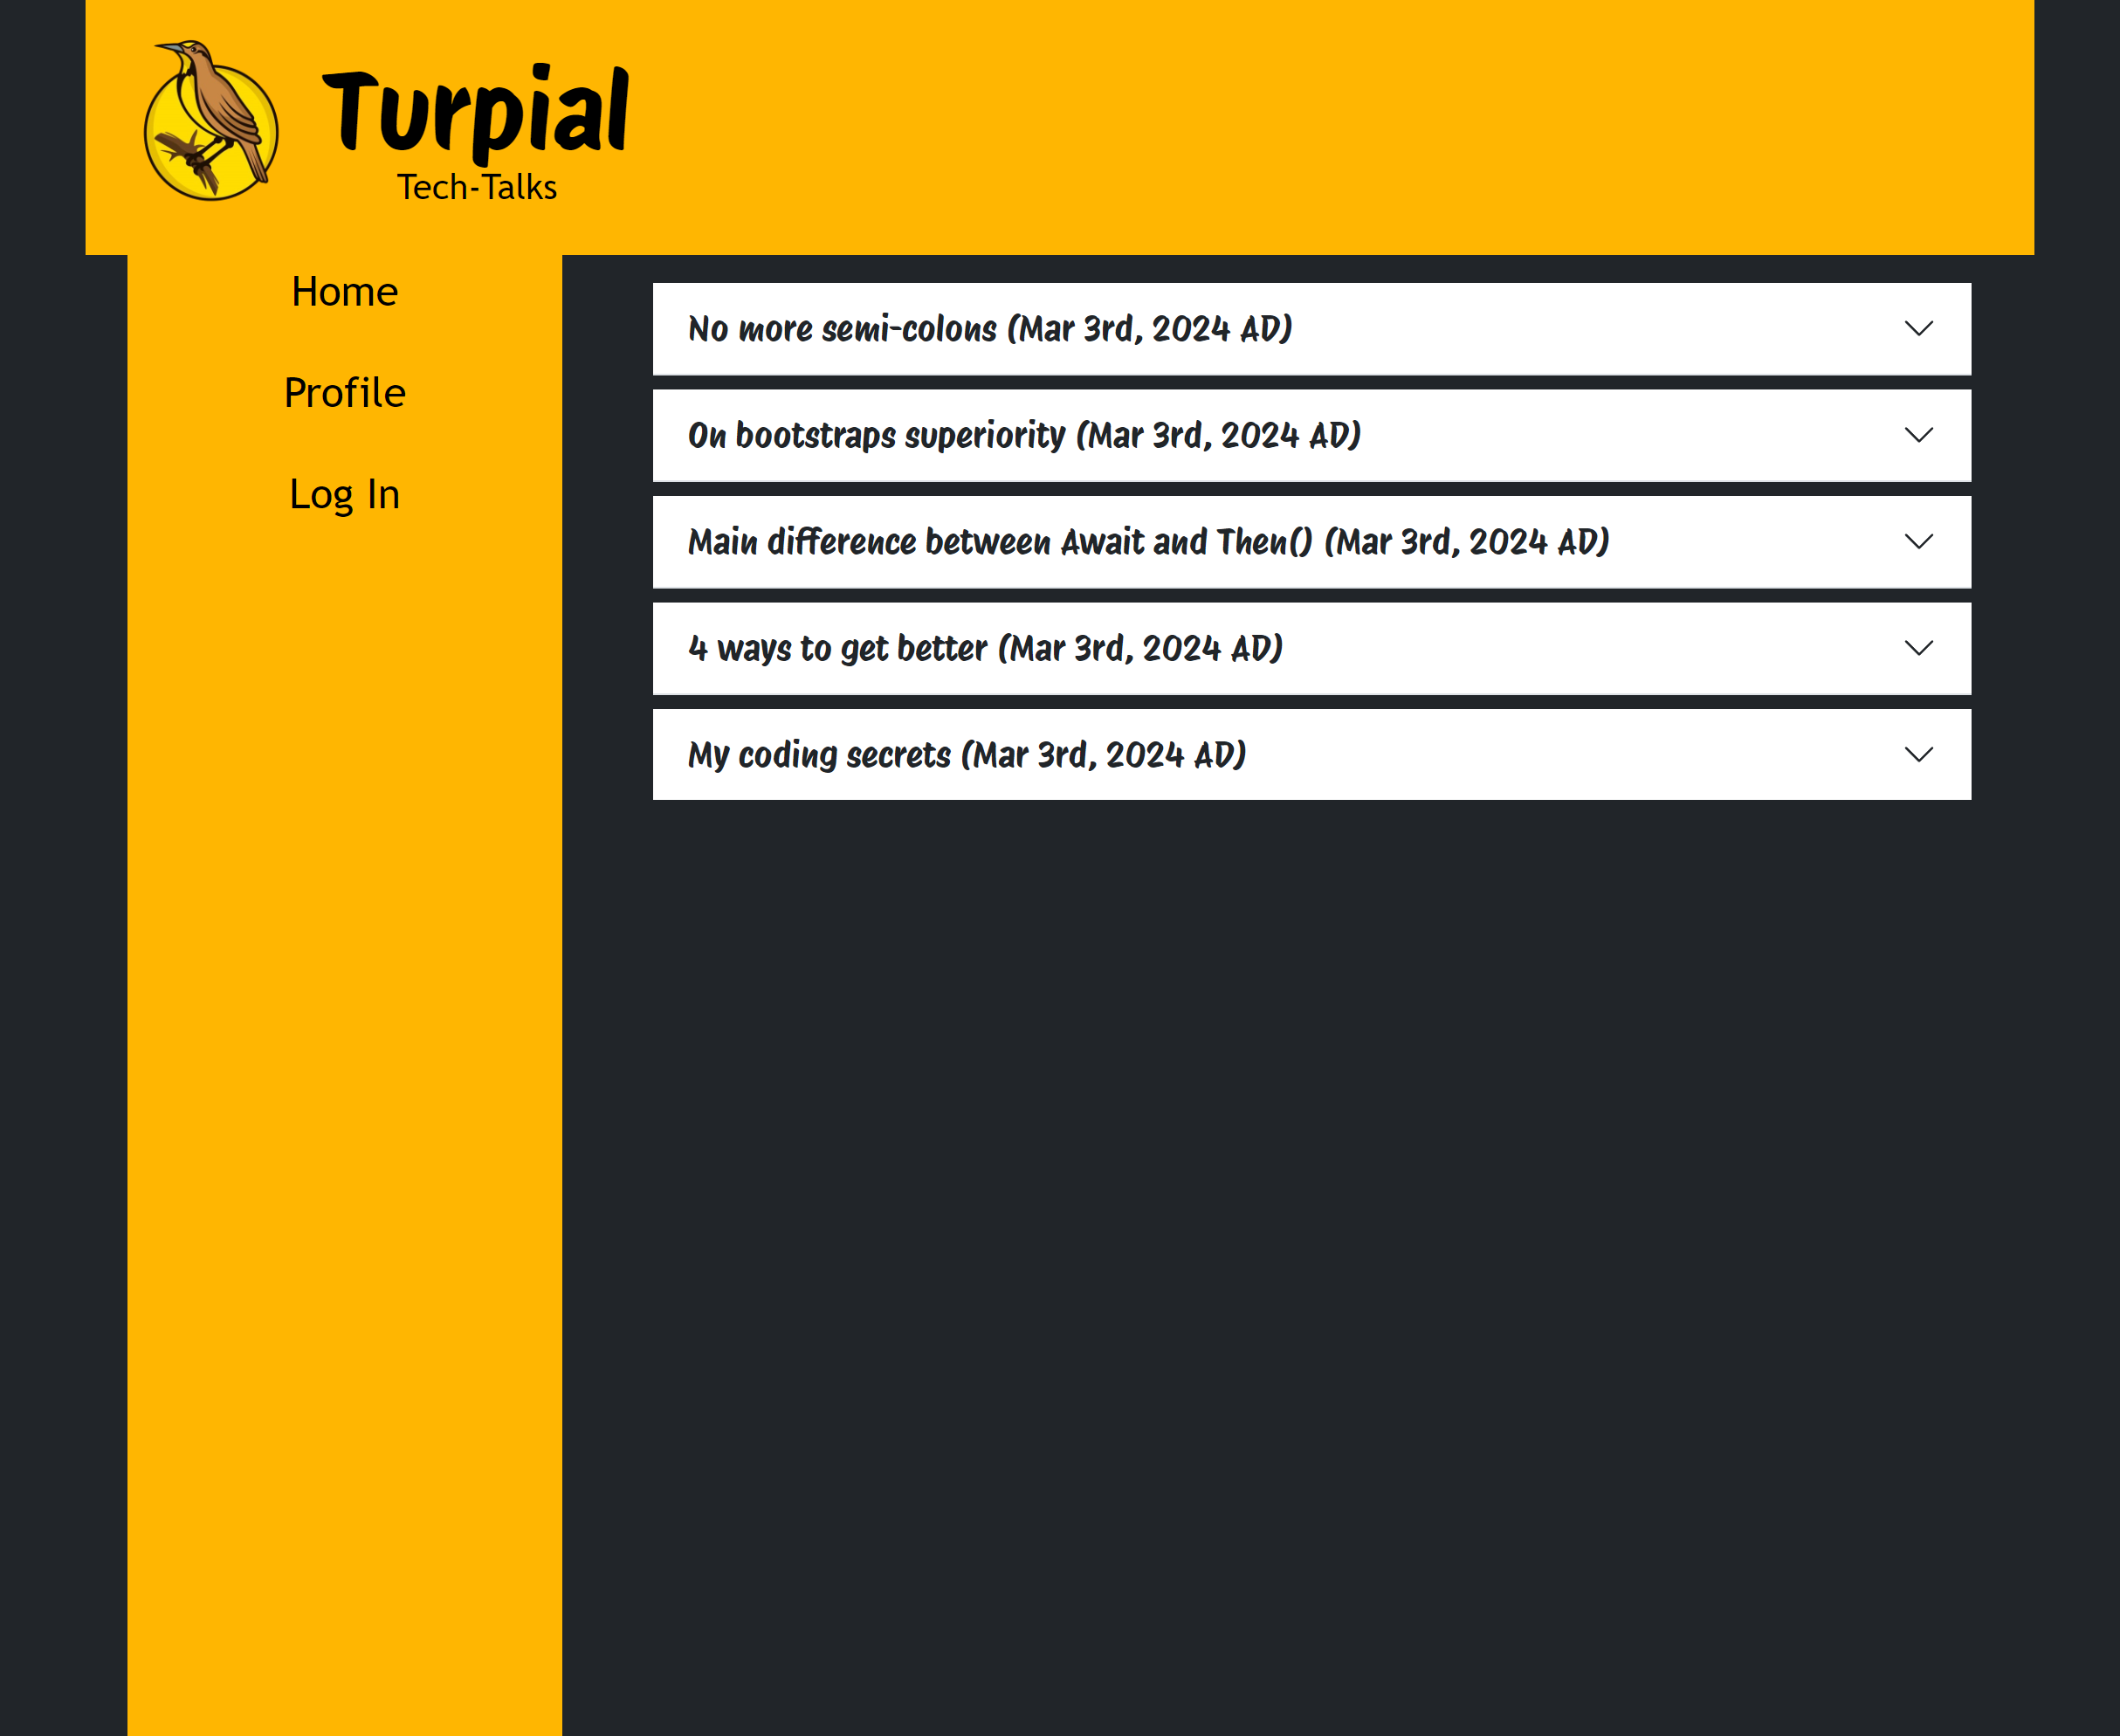 Turpial
Tech-Talks
Home
Profile
Log In
No more semi-colons (Mar 3rd, 2024 AD)
On bootstraps superiority (Mar 3rd, 2024 AD)
Main difference between Await and Then() (Mar 3rd, 2024 AD)
4 ways to get better (Mar 3rd, 2024 AD)
My coding secrets (Mar 3rd, 2024 AD)